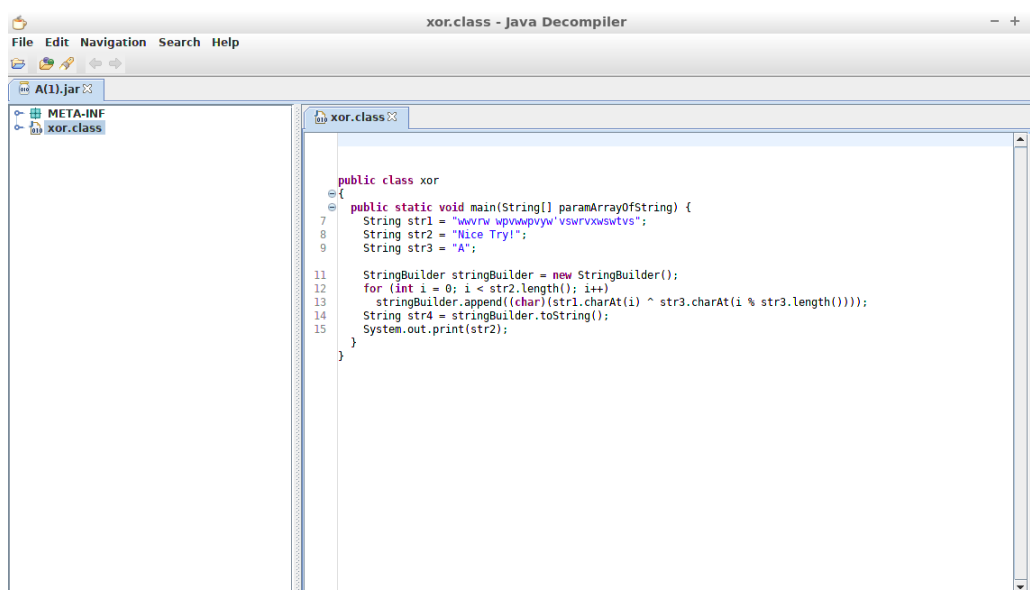 xor.class - Java Decompiler
File Edit Navigation Search Help
A(1).jar
META-INF
xor.class
xor.class
public class xor
{
public static void main(String[] paramArrayOfString) {
7 String str1 = "wwvrw wpvwwpvyw'vswrvxwswtvs";
8 String str2 = "Nice Try!";
9 String str3 = "A";
11 StringBuilder stringBuilder = new StringBuilder();
12 for (int i = 0; i < str2.length(); i++)
13 stringBuilder.append((char)(str1.charAt(i) ^ str3.charAt(i % str3.length())));
14 String str4 = stringBuilder.toString();
15 System.out.print(str2);
}
}